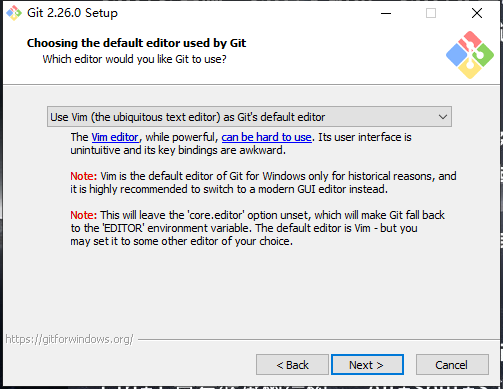 Git 2.26.0 Setup
Choosing the default editor used by Git
Which editor would you like Git to use?
Use Vim (the ubiquitous text editor) as Git's default editor
The Vim editor, while powerful, can be hard to use. Its user interface is
unintuitive and its key bindings are awkward.
Note: Vim is the default editor of Git for Windows only for historical reasons, and
it is highly recommended to switch to a modern GUI editor instead.
Note: This will leave the 'core.editor' option unset, which will make Git fall back
to the 'EDITOR' environment variable. The default editor is Vim - but you
may set it to some other editor of your choice.
https://gitforwindows.org/
< Back
Next >
Cancel